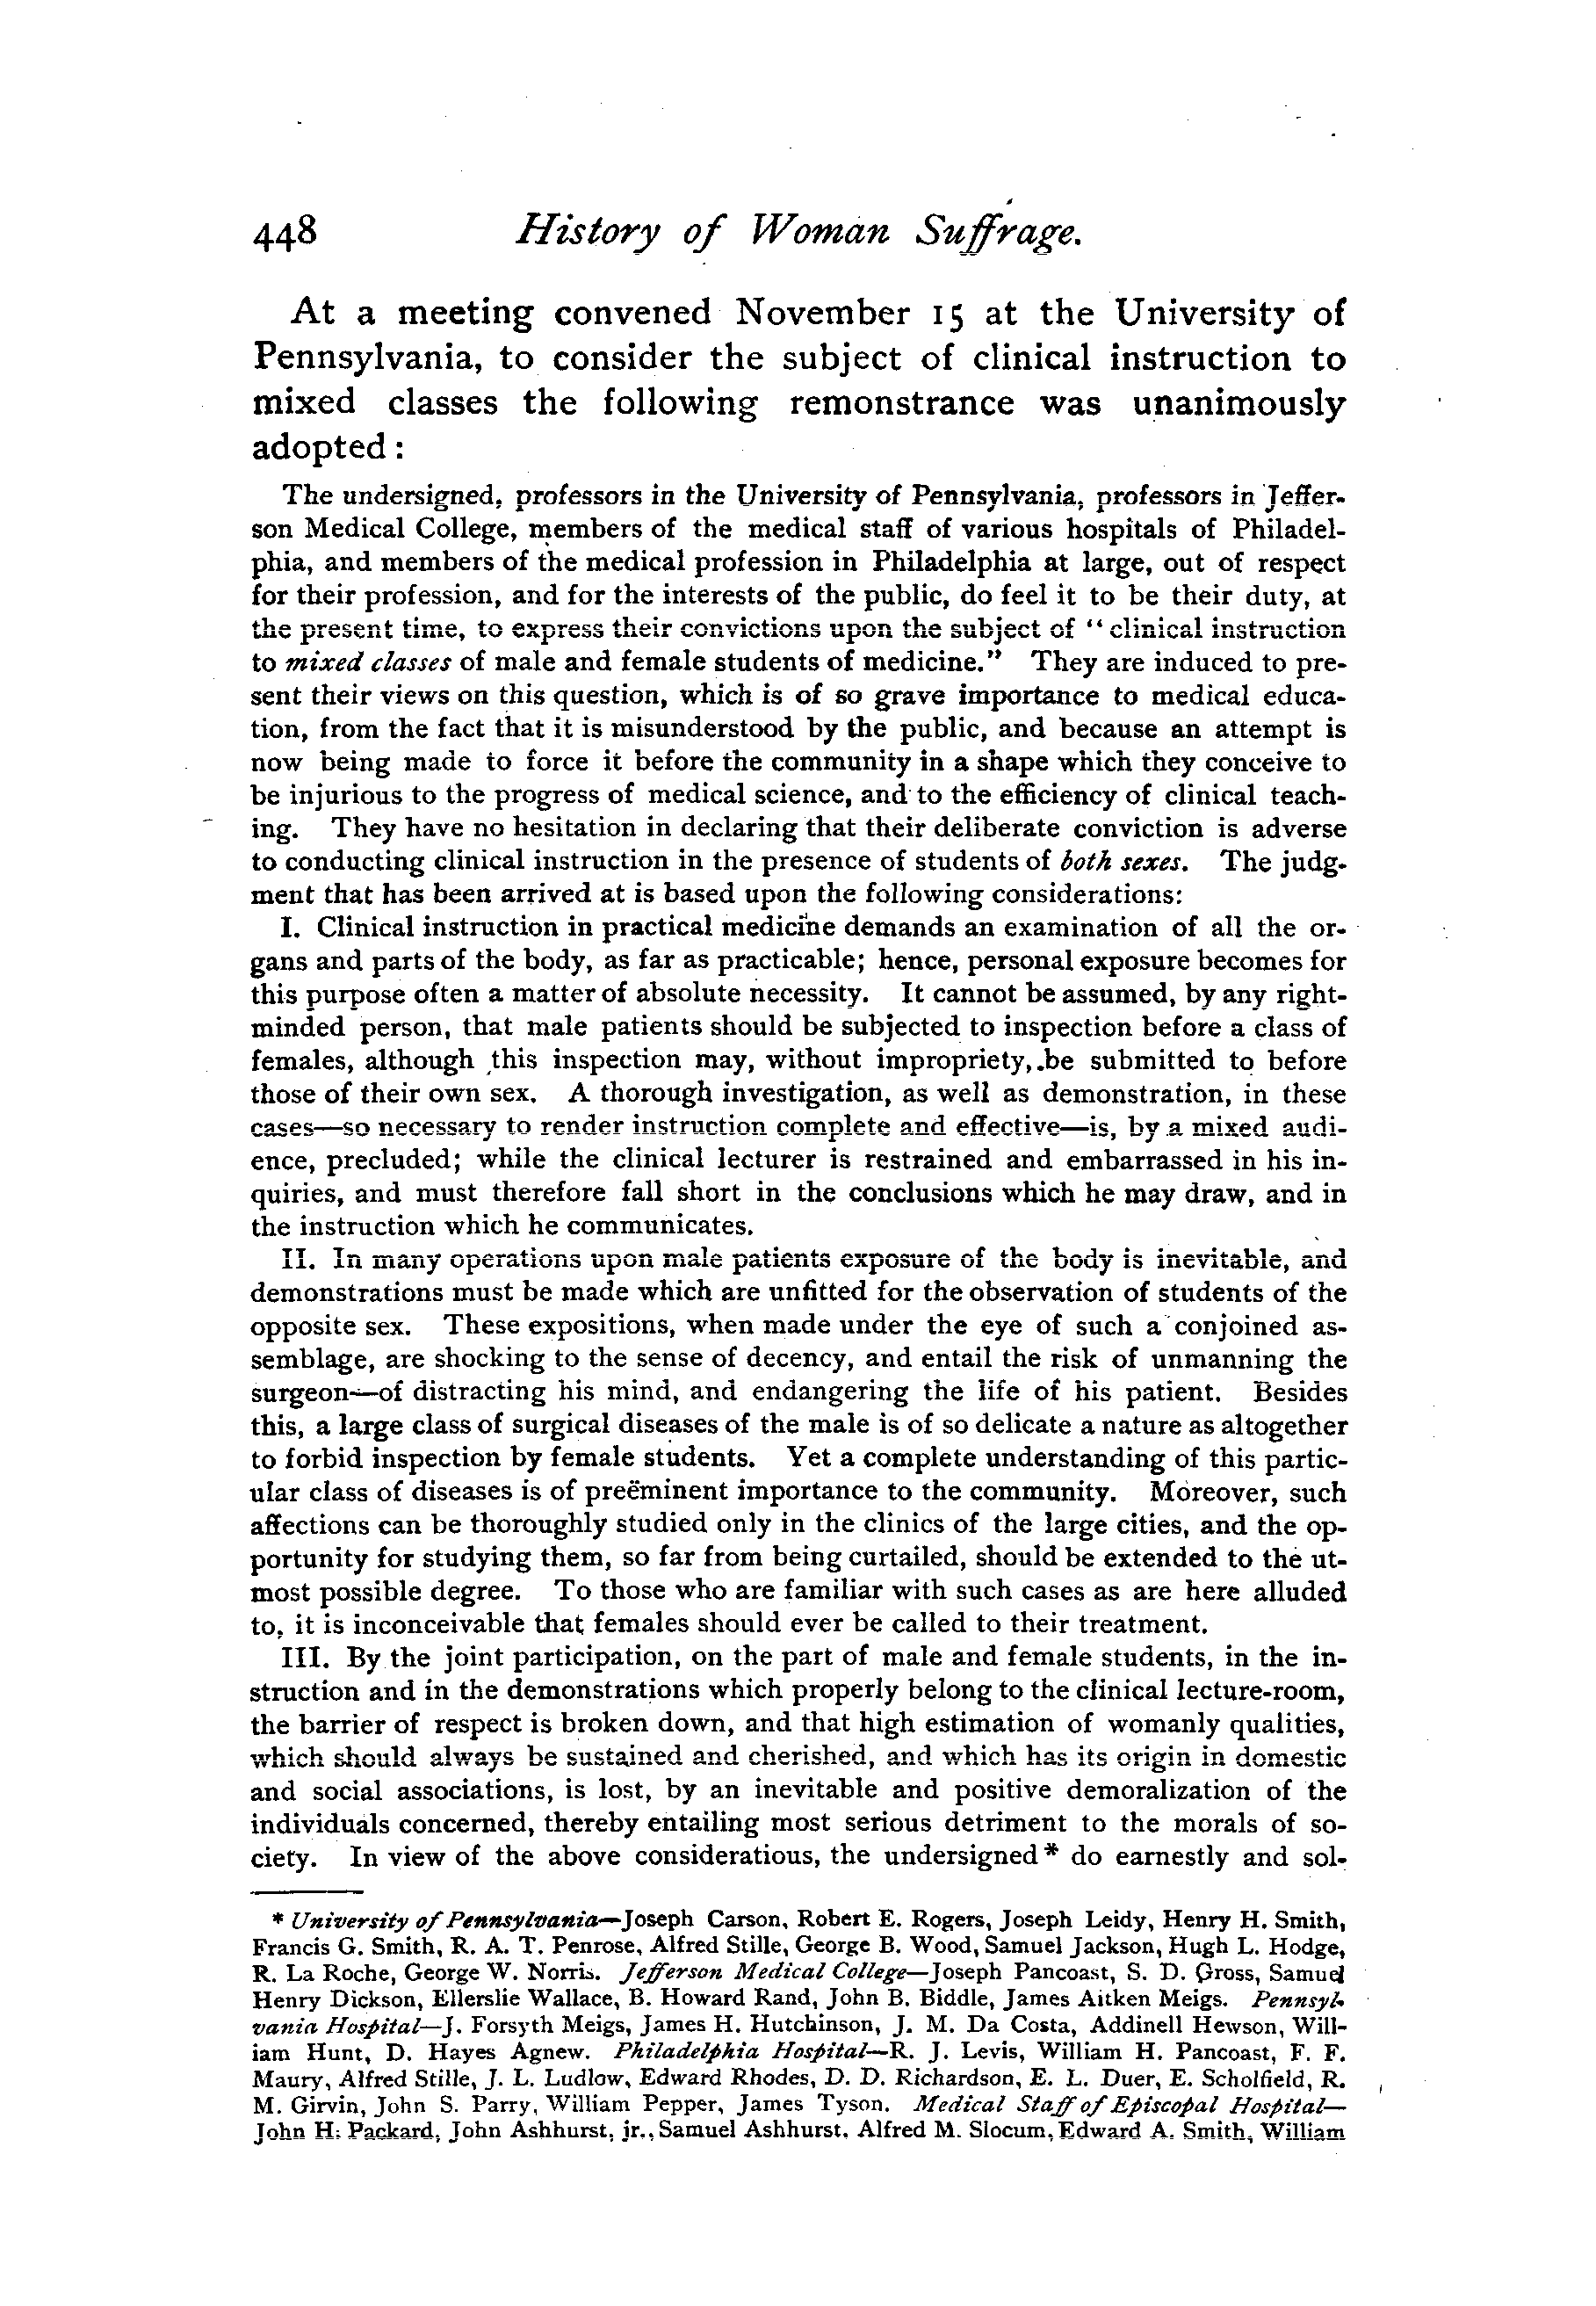 448 History of Woman Suffrage.
At a meeting convened November 15 at the University of
Pennsylvania, to consider the subject of clinical instruction to
mixed classes the following remonstrance was unanimously
adopted :
The undersigned, professors in the University of Pennsylvania, professors in Jeffer-
son Medical College, members of the medical staff of various hospitals of Philadel-
phia, and members of the medical profession in Philadelphia at large, out of respect
for their profession, and for the interests of the public, do feel it to be their duty, at
the present time, to express their convictions upon the subject of "clinical instruction
to mixed classes of male and female students of medicine." They are induced to pre-
sent their views on this question, which is of so grave importance to medical educa-
tion, from the fact that it is misunderstood by the public, and because an attempt is
now being made to force it before the community in a shape which they conceive to
be injurious to the progress of medical science, and to the efficiency of clinical teach-
ing. They have no hesitation in declaring that their deliberate conviction is adverse
to conducting clinical instruction in the presence of students of both sexes. The judg-
ment that has been arrived at is based upon the following considerations:
I. Clinical instruction in practical medicine demands an examination of all the or-
gans and parts of the body, as far as practicable; hence, personal exposure becomes for
this purpose often a matter of absolute necessity. It cannot be assumed, by any right-
minded person, that male patients should be subjected to inspection before a class of
females, although this inspection may, without impropriety, be submitted to before
those of their own sex. A thorough investigation, as well as demonstration, in these
cases—so necessary to render instruction complete and effective—is, by a mixed audi-
ence, precluded; while the clinical lecturer is restrained and embarrassed in his in-
quiries, and must therefore fall short in the conclusions which he may draw, and in
the instruction which he communicates.
II. In many operations upon male patients exposure of the body is inevitable, and
demonstrations must be made which are unfitted for the observation of students of the
opposite sex. These expositions, when made under the eye of such a conjoined as-
semblage, are shocking to the sense of decency, and entail the risk of unmanning the
surgeon—of distracting his mind, and endangering the life of his patient. Besides
this, a large class of surgical diseases of the male is of so delicate a nature as altogether
to forbid inspection by female students. Yet a complete understanding of this partic-
ular class of diseases is of preëminent importance to the community. Moreover, such
affections can be thoroughly studied only in the clinics of the large cities, and the op-
portunity for studying them, so far from being curtailed, should be extended to the ut-
most possible degree. To those who are familiar with such cases as are here alluded
to, it is inconceivable that females should ever be called to their treatment.
III. By the joint participation, on the part of male and female students, in the in-
struction and in the demonstrations which properly belong to the clinical lecture-room,
the barrier of respect is broken down, and that high estimation of womanly qualities,
which should always be sustained and cherished, and which has its origin in domestic
and social associations, is lost, by an inevitable and positive demoralization of the
individuals concerned, thereby entailing most serious detriment to the morals of so-
ciety. In view of the above consideratious, the undersigned* do earnestly and sol-
* University of Pennsylvania—Joseph Carson, Robert E. Rogers, Joseph Leidy, Henry H. Smith,
Francis G. Smith, R. A. T. Penrose, Alfred Stille, George B. Wood, Samuel Jackson, Hugh L. Hodge,
R. La Roche, George W. Norris. Jefferson Medical College—Joseph Pancoast, S. D. Gross, Samuel
Henry Dickson, Ellerslie Wallace, B. Howard Rand, John B. Biddle, James Aitken Meigs. Pennsyl-
vania Hospital—J. Forsyth Meigs, James H. Hutchinson, J. M. Da Costa, Addinell Hewson, Will-
iam Hunt, D. Hayes Agnew. Philadelphia Hospital—R. J. Levis, William H. Pancoast, F. F.
Maury, Alfred Stille, J. L. Ludlow, Edward Rhodes, D. D. Richardson, E. L. Duer, E. Scholfield, R.
M. Girvin, John S. Parry, William Pepper, James Tyson. Medical Staff of Episcopal Hospital—
John H. Packard, John Ashhurst, jr., Samuel Ashhurst, Alfred M. Slocum, Edward A. Smith, William